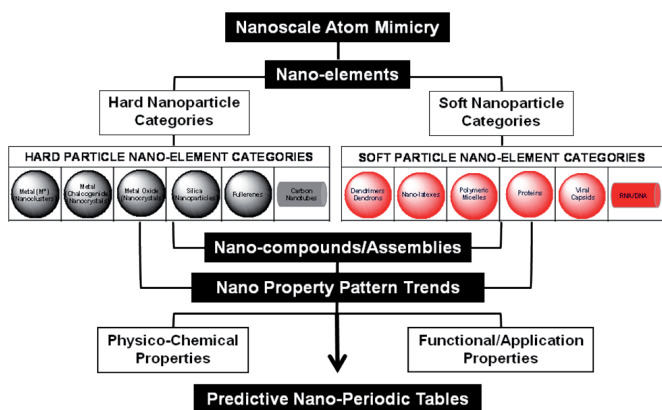 Nanoscale Atom Mimicry
Nano-elements
Hard Nanoparticle
Categories
Soft Nanoparticle
Categories
HARD PARTICLE NANO-ELEMENT CATEGORIES
Metal (M°)
Nanoclusters
Metal
Chalcogenide
Nanocrystals
Metal Oxide
Nanocrystals
Silica
Nanoparticles
Fullerenes
Carbon
Nanotubes
SOFT PARTICLE NANO-ELEMENT CATEGORIES
Dendrimers
Dendrons
Nano-latexes
Polymeric
Micelles
Proteins
Viral
Capsids
RNA/DNA
Nano-compounds/Assemblies
Nano Property Pattern Trends
Physico-Chemical
Properties
Functional/Application
Properties
Predictive Nano-Periodic Tables